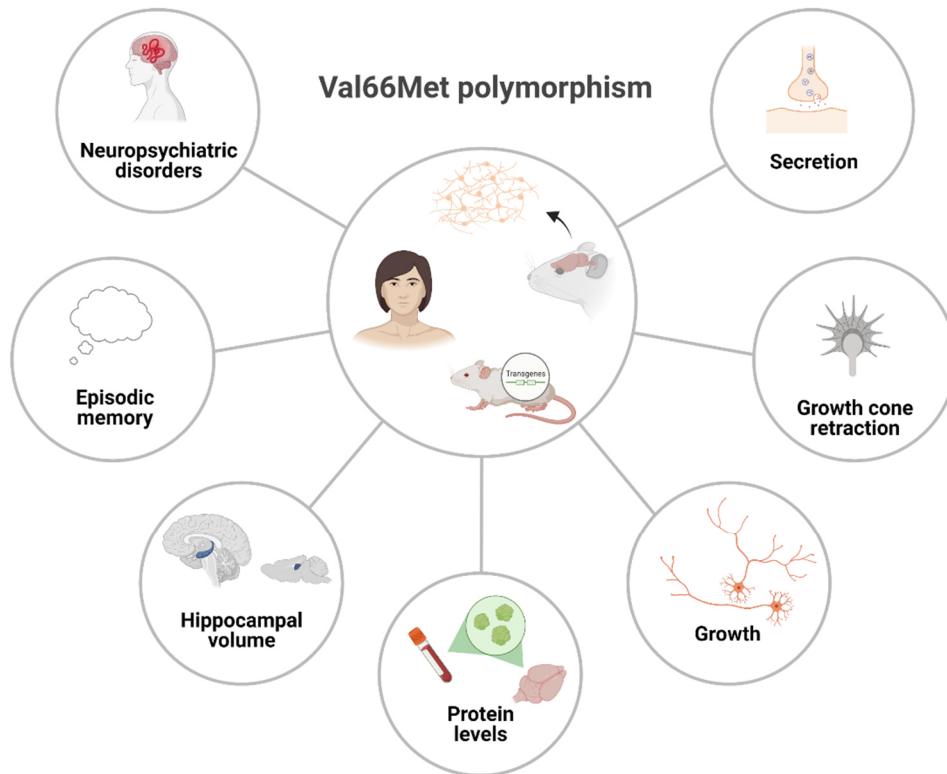 Val66Met polymorphism
Neuropsychiatric
disorders
Secretion
Episodic
memory
Transgenes
Growth cone
retraction
Hippocampal
volume
Growth
Protein
levels